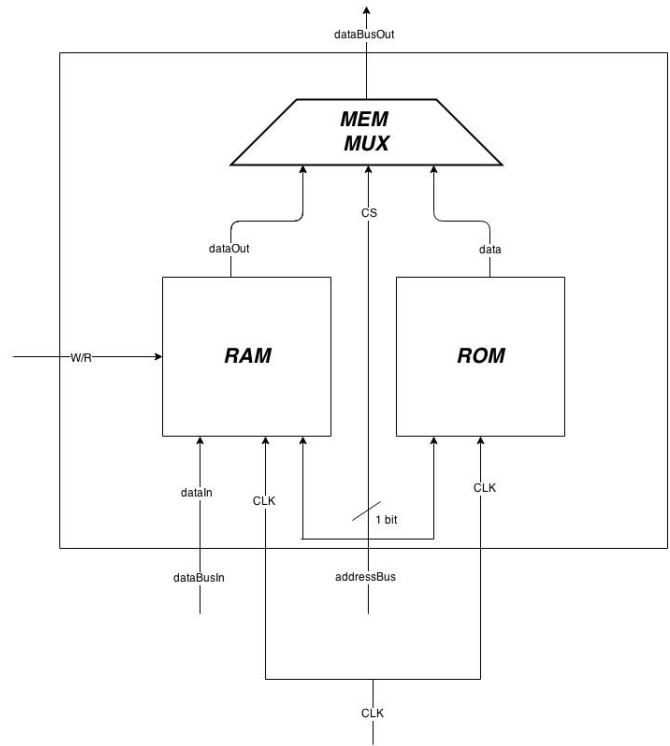 dataBusOut
MEM
MUX
CS
dataOut
data
RAM
ROM
W/R
dataIn
CLK
CLK
1 bit
dataBusIn
addressBus
CLK